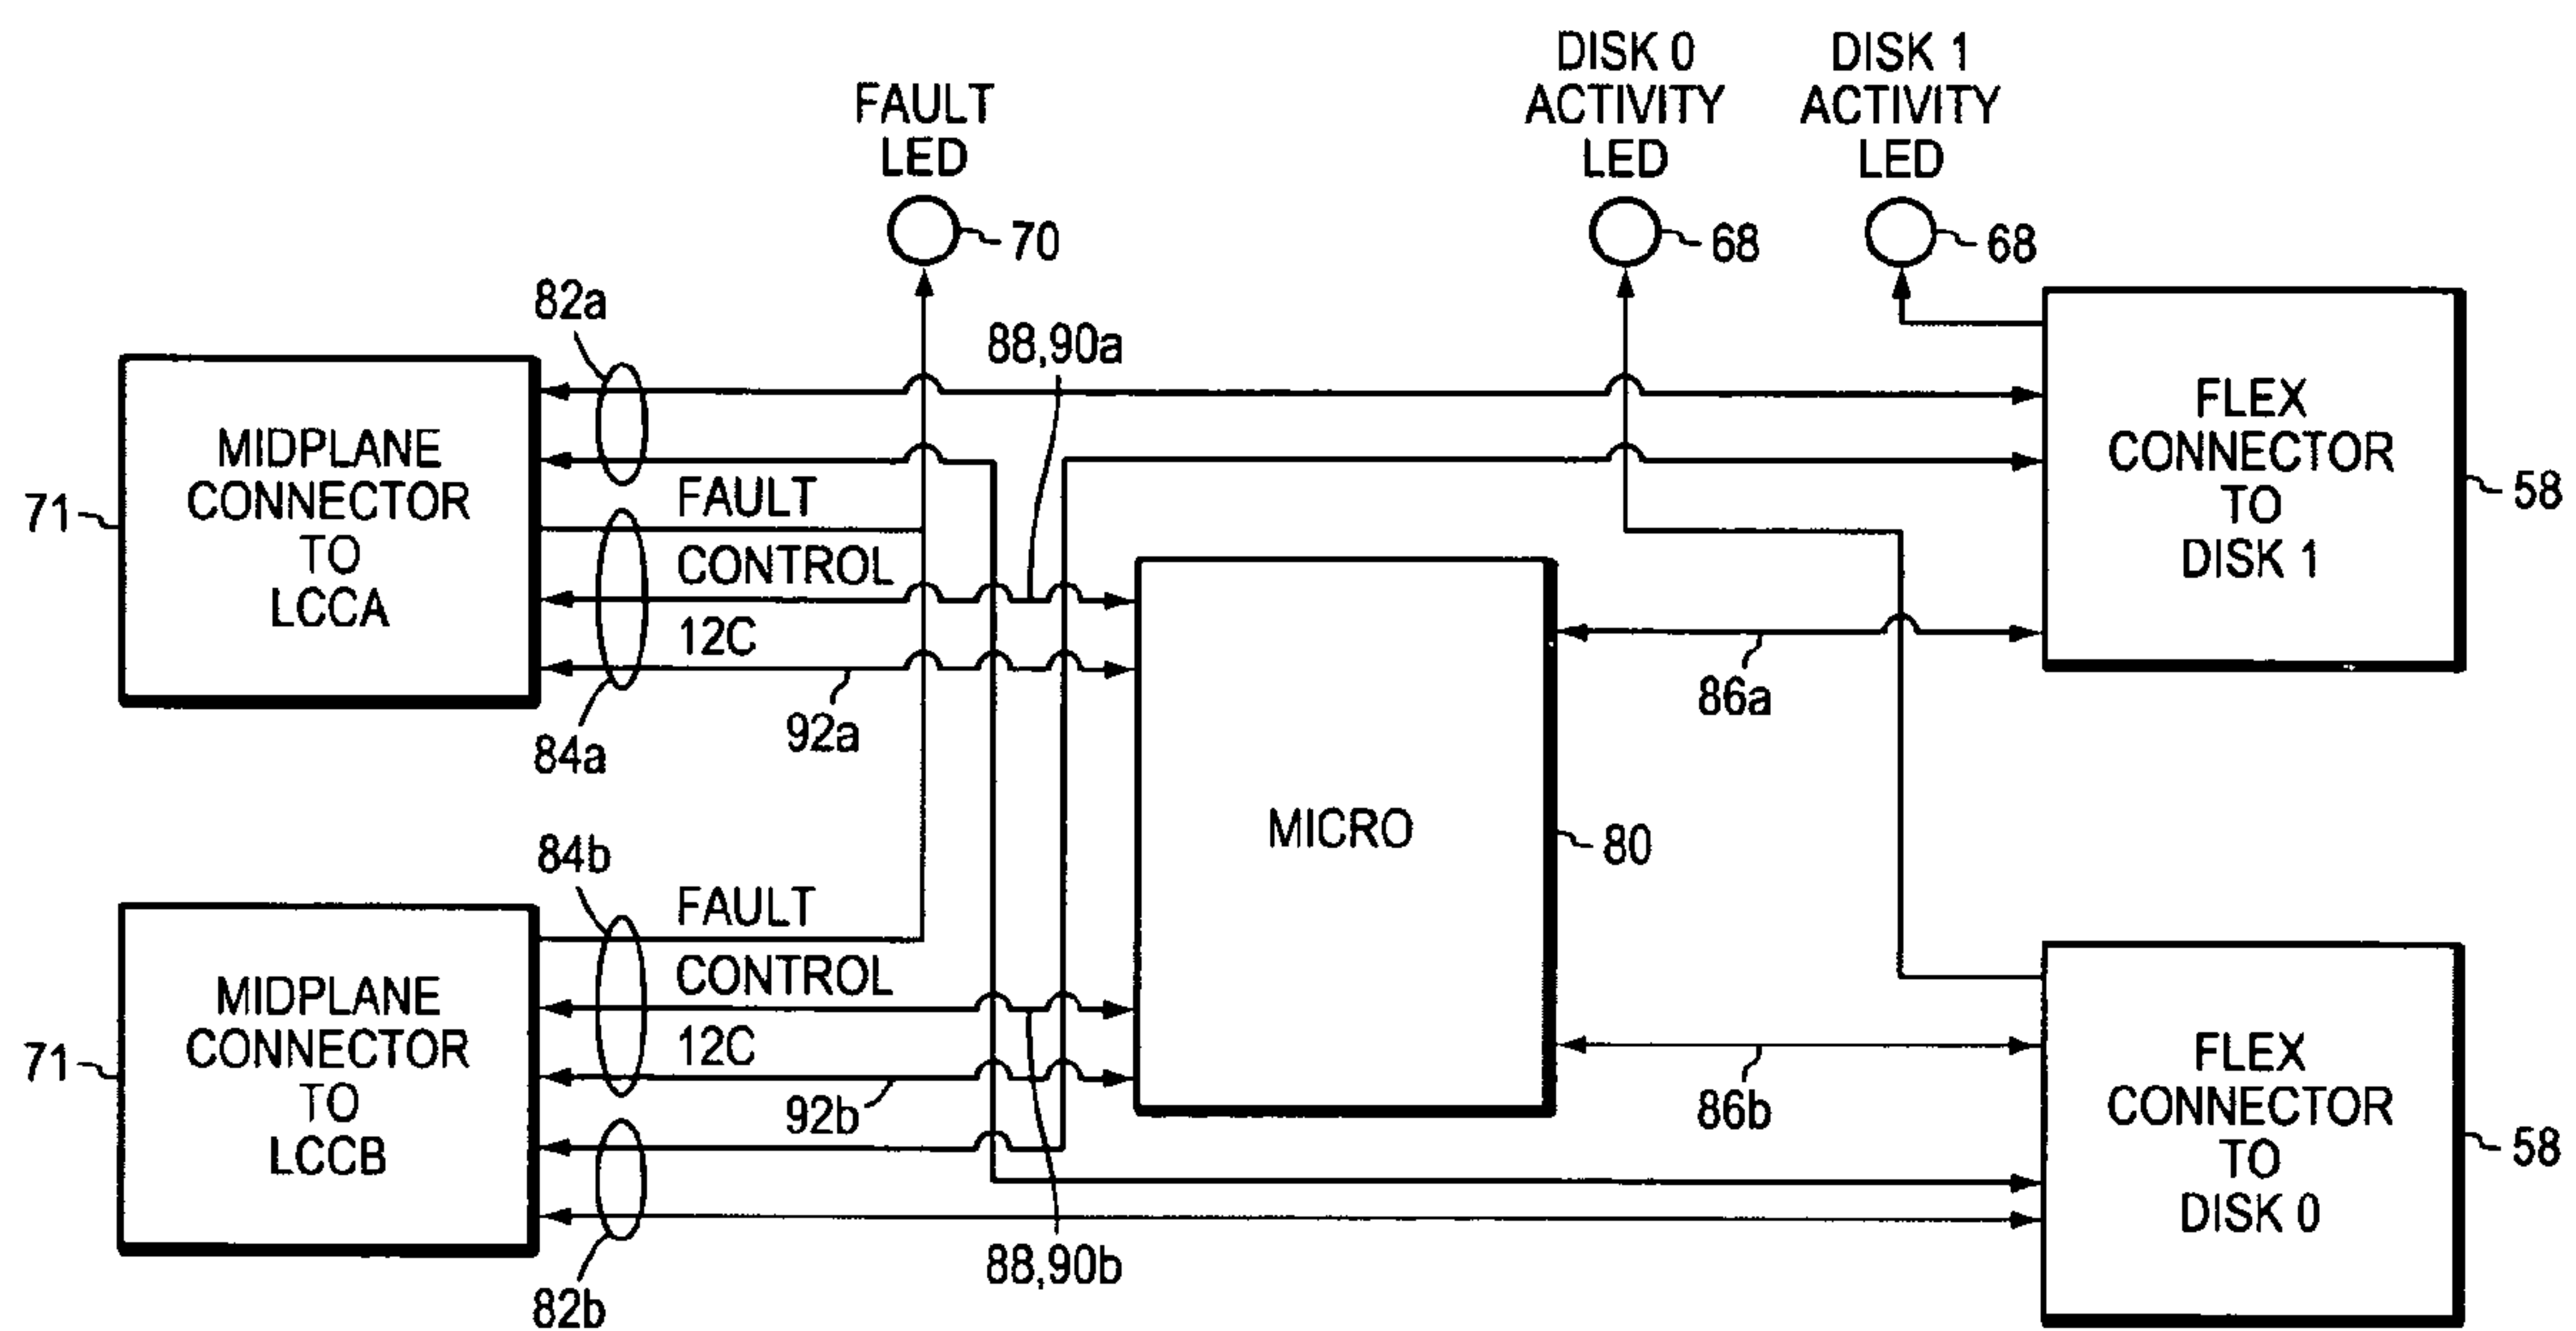 DISK 0
ACTIVITY
LED
DISK 1
ACTIVITY
LED
FAULT
LED
70
68
68
82a
88,90a
MIDPLANE
CONNECTOR
TO
LCCA
71
FAULT
CONTROL
12C
84a
92a
FLEX
CONNECTOR
TO
DISK 1
58
86a
MICRO
80
84b
FAULT
CONTROL
12C
92b
MIDPLANE
CONNECTOR
TO
LCCB
71
82b
88,90b
86b
FLEX
CONNECTOR
TO
DISK 0
58